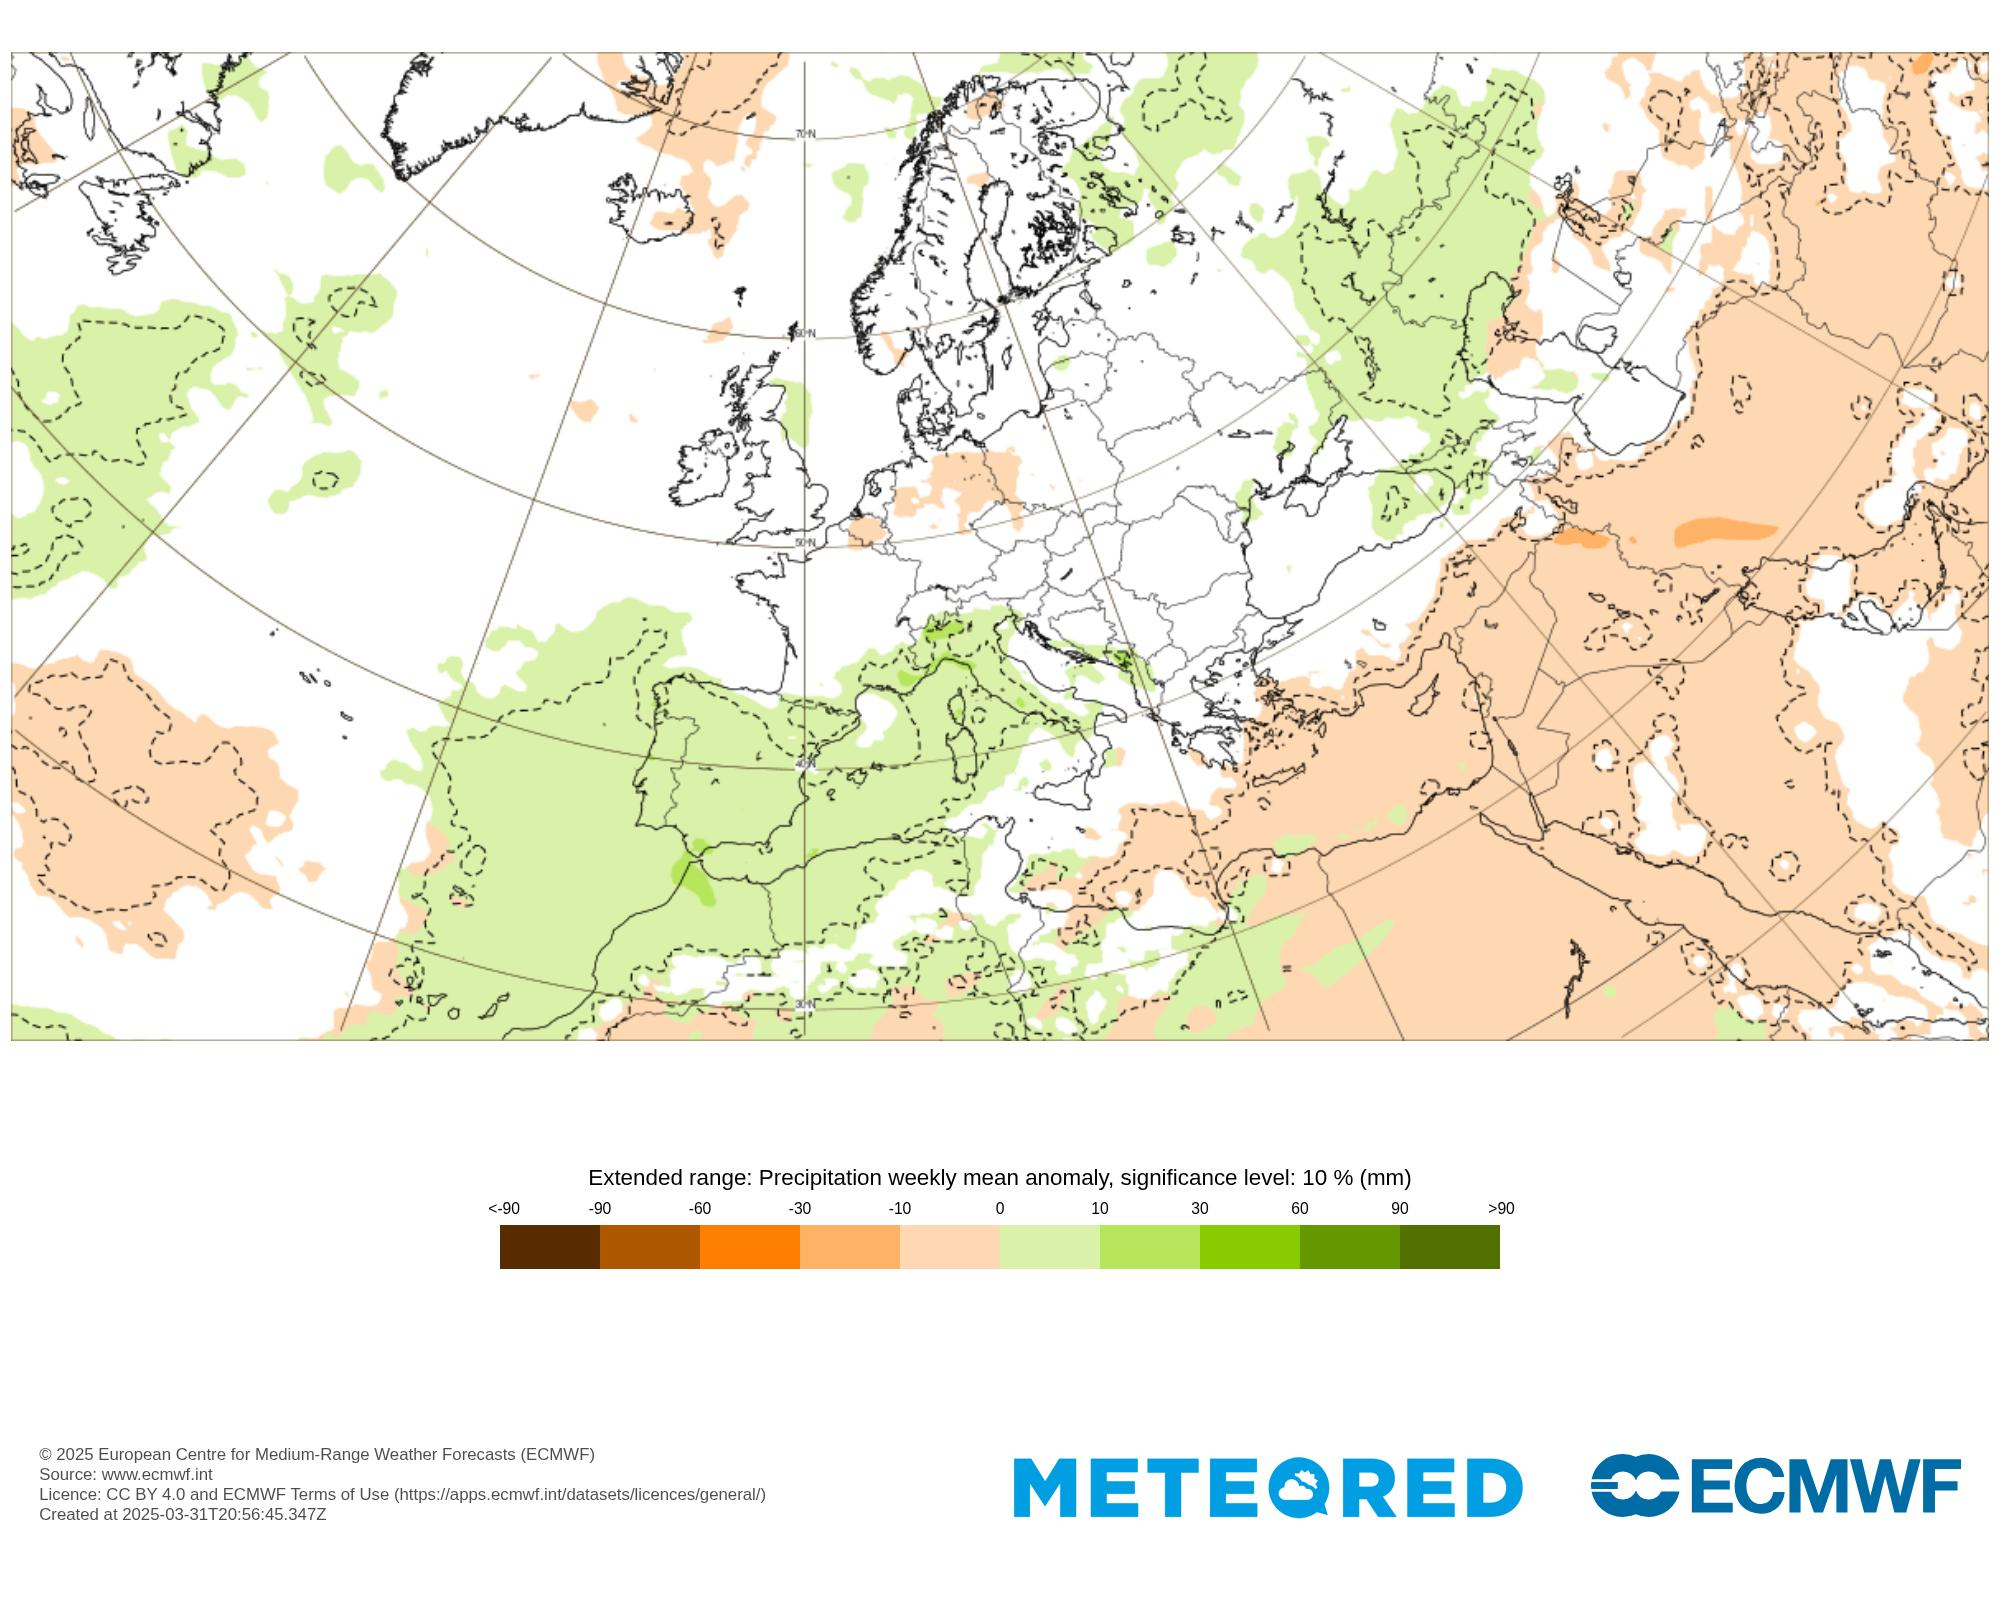 70°N
60°N
50°N
40°N
30°N
Extended range: Precipitation weekly mean anomaly, significance level: 10 % (mm)
<-90 -90 -60 -30 -10 0 10 30 60 90 >90
© 2025 European Centre for Medium-Range Weather Forecasts (ECMWF)
Source: www.ecmwf.int
Licence: CC BY 4.0 and ECMWF Terms of Use (https://apps.ecmwf.int/datasets/licences/general/)
Created at 2025-03-31T20:56:45.347Z
METEORED
ECMWF